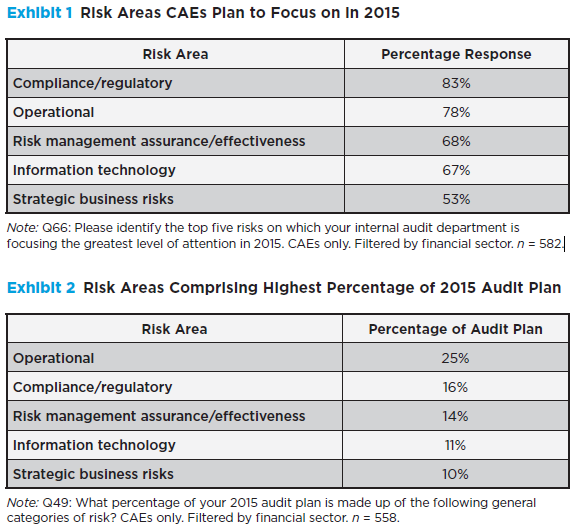 Exhibit 1 Risk Areas CAEs Plan to Focus on in 2015
Risk Area Percentage Response
Compliance/regulatory 83%
Operational 78%
Risk management assurance/effectiveness 68%
Information technology 67%
Strategic business risks 53%
Note: Q66: Please identify the top five risks on which your internal audit department is
focusing the greatest level of attention in 2015. CAEs only. Filtered by financial sector. n = 582.
Exhibit 2 Risk Areas Comprising Highest Percentage of 2015 Audit Plan
Risk Area Percentage of Audit Plan
Operational 25%
Compliance/regulatory 16%
Risk management assurance/effectiveness 14%
Information technology 11%
Strategic business risks 10%
Note: Q49: What percentage of your 2015 audit plan is made up of the following general
categories of risk? CAEs only. Filtered by financial sector. n = 558.